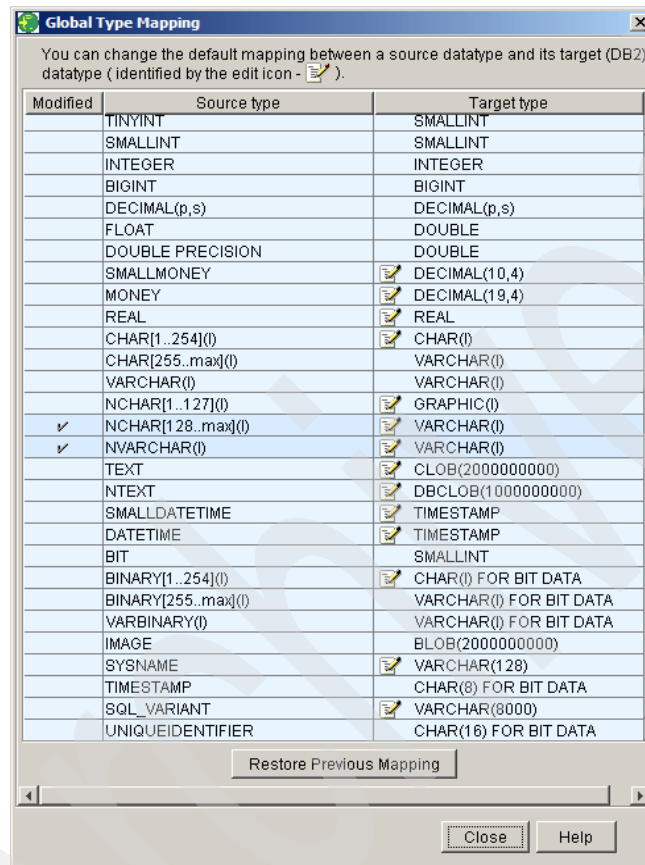 Global Type Mapping
You can change the default mapping between a source datatype and its target (DB2)
datatype ( identified by the edit icon - ).
Modified Source type Target type
TINYINT SMALLINT
SMALLINT SMALLINT
INTEGER INTEGER
BIGINT BIGINT
DECIMAL(p,s) DECIMAL(p,s)
FLOAT DOUBLE
DOUBLE PRECISION DOUBLE
SMALLMONEY DECIMAL(10,4)
MONEY DECIMAL(19,4)
REAL REAL
CHAR[1..254](l) CHAR(l)
CHAR[255..max](l) VARCHAR(l)
VARCHAR(l) VARCHAR(l)
NCHAR[1..127](l) GRAPHIC(l)
NCHAR[128..max](l) VARCHAR(l)
NVARCHAR(l) VARCHAR(l)
TEXT CLOB(2000000000)
NTEXT DBCLOB(1000000000)
SMALLDATETIME TIMESTAMP
DATETIME TIMESTAMP
BIT SMALLINT
BINARY[1..254](l) CHAR(l) FOR BIT DATA
BINARY[255..max](l) VARCHAR(l) FOR BIT DATA
VARBINARY(l) VARCHAR(l) FOR BIT DATA
IMAGE BLOB(2000000000)
SYSNAME VARCHAR(128)
TIMESTAMP CHAR(8) FOR BIT DATA
SQL_VARIANT VARCHAR(8000)
UNIQUEIDENTIFIER CHAR(16) FOR BIT DATA
Restore Previous Mapping
Close Help